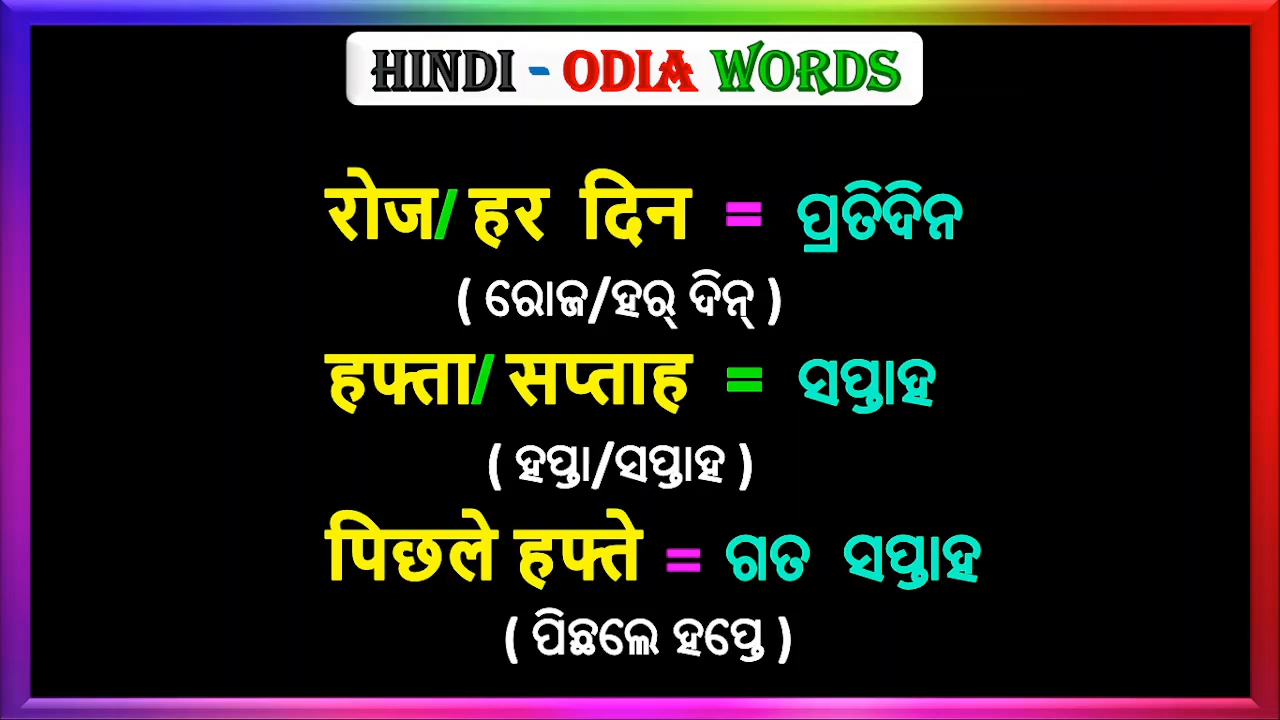 HINDI - ODIA WORDS
रोज/ हर दिन = ପ୍ରତିଦିନ
( ରୋଜ/ହର୍ ଦିନ୍ )
हफ्ता/ सप्ताह = ସପ୍ତାହ
( ହପ୍ତା/ସପ୍ତାହ )
पिछले हफ्ते = ଗତ ସପ୍ତାହ
( ପିଛଲେ ହପ୍ତେ )